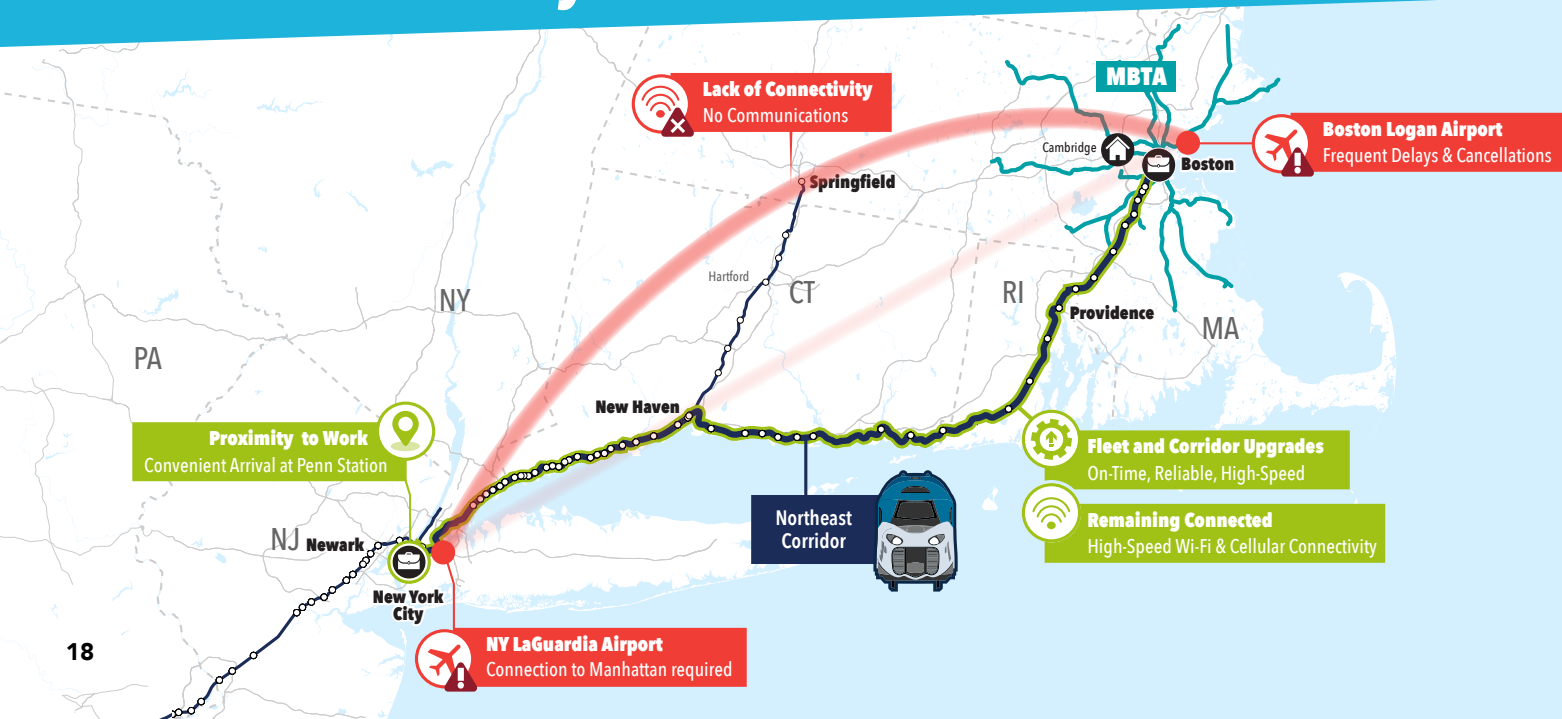 MBTA
Lack of Connectivity
No Communications
Boston Logan Airport
Frequent Delays & Cancellations
Cambridge
Boston
Springfield
Hartford
NY
CT
RI
Providence
MA
PA
New Haven
Proximity to Work
Convenient Arrival at Penn Station
Fleet and Corridor Upgrades
On-Time, Reliable, High-Speed
Northeast
Corridor
Remaining Connected
High-Speed Wi-Fi & Cellular Connectivity
NJ
Newark
New York
City
NY LaGuardia Airport
Connection to Manhattan required
18